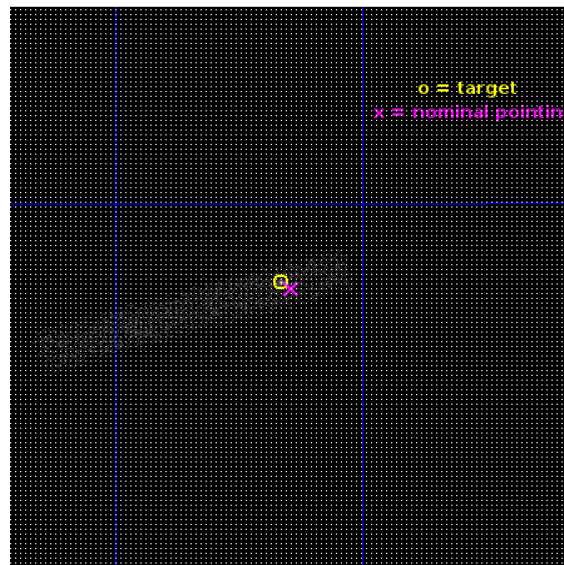 o = target
x = nominal pointin